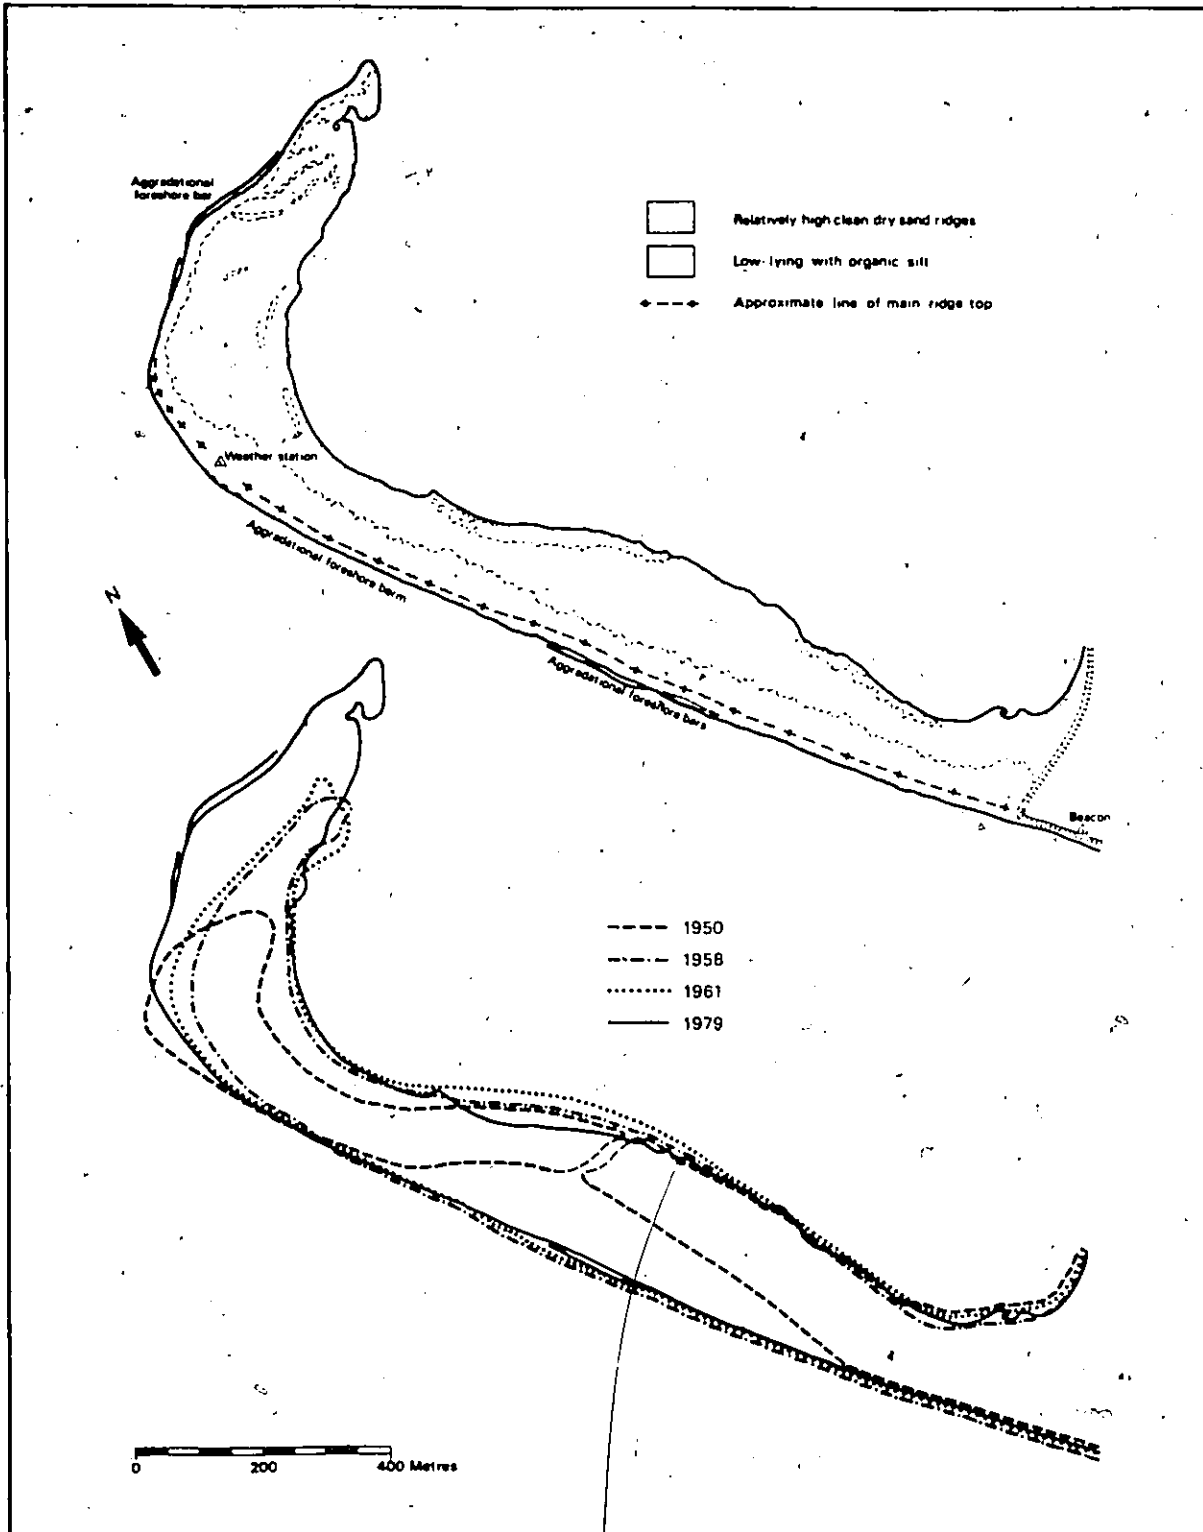 Aggradational
foreshore bar
Relatively high clean dry sand ridges
Low-lying with organic silt
Approximate line of main ridge top
Weather station
Aggradational foreshore berm
N
Aggradational foreshore bars
Beacon
1950
1958
1961
1979
0 200 400 Metres